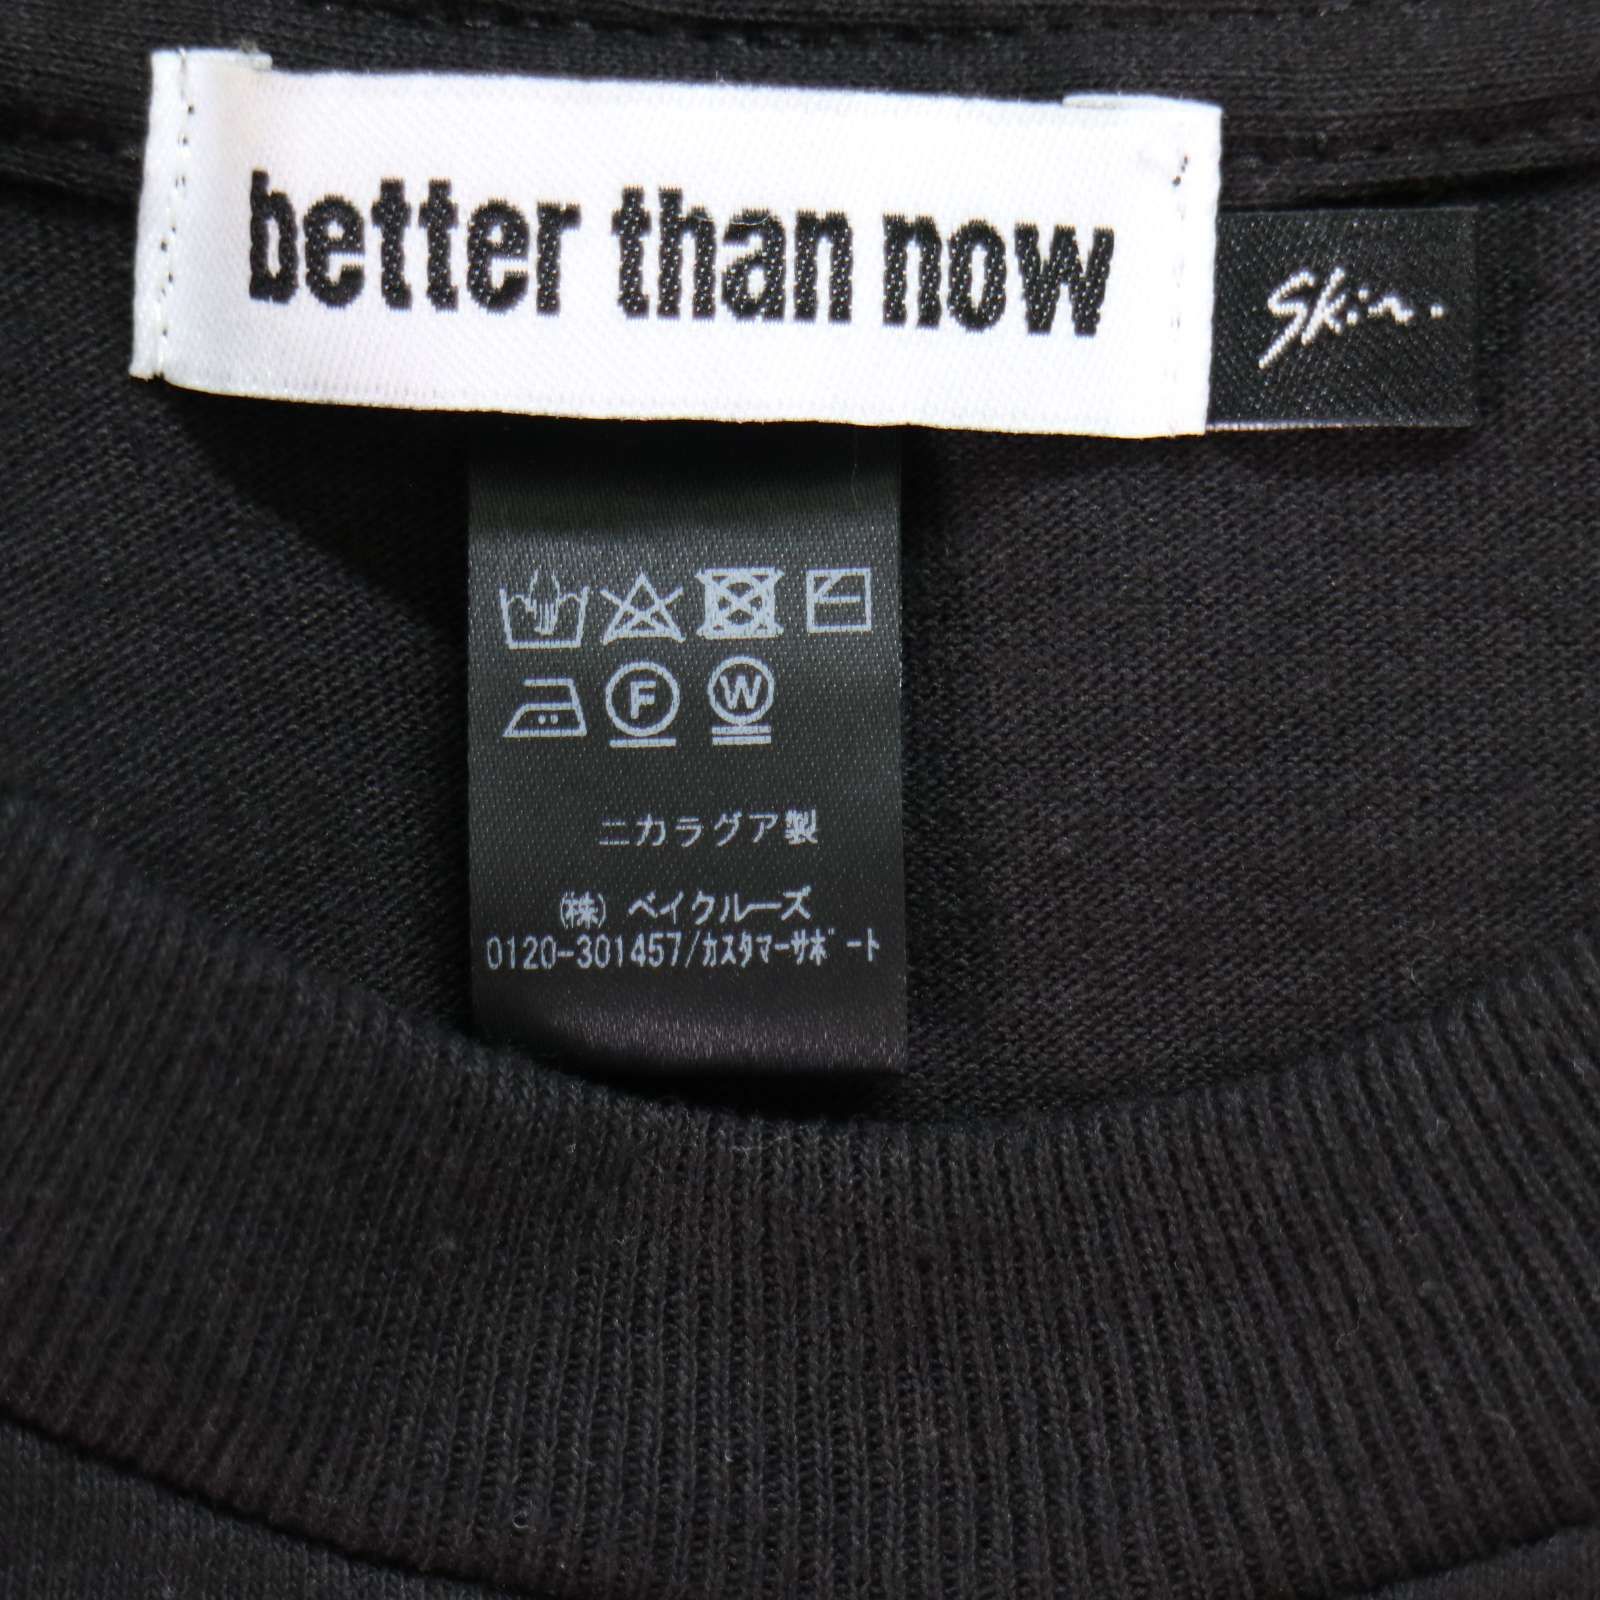 better than now
Skin.
F
W
ニカラグア製
(株) ベイクルーズ
0120-301457/ｶｽﾀﾏｰｻﾎﾟｰﾄ